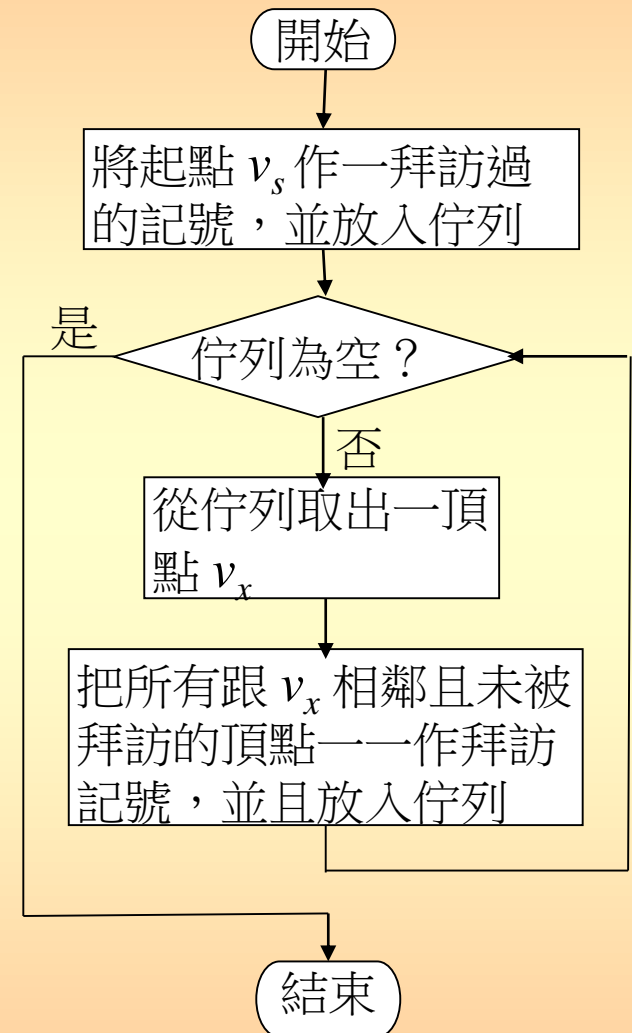 開始
將起點 vs 作一拜訪過
的記號，並放入佇列
是
佇列為空？
否
從佇列取出一頂
點 vx
把所有跟 vx 相鄰且未被
拜訪的頂點一一作拜訪
記號，並且放入佇列
結束